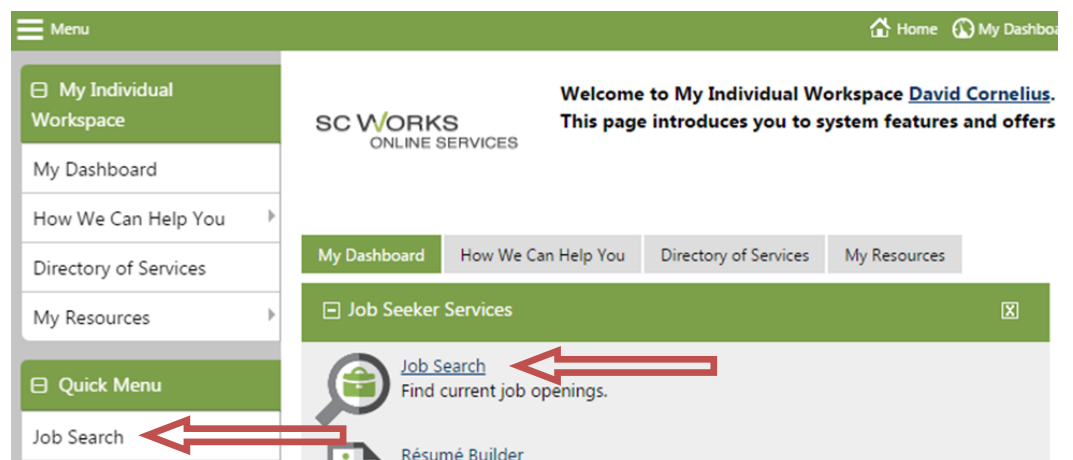 Menu
Home
My Dashboa
My Individual
Workspace
My Dashboard
How We Can Help You
Directory of Services
My Resources
Quick Menu
Job Search
SC WORKS
ONLINE SERVICES
Welcome to My Individual Workspace David Cornelius.
This page introduces you to system features and offers
My Dashboard
How We Can Help You
Directory of Services
My Resources
Job Seeker Services
X
Job Search
Find current job openings.
Résumé Builder